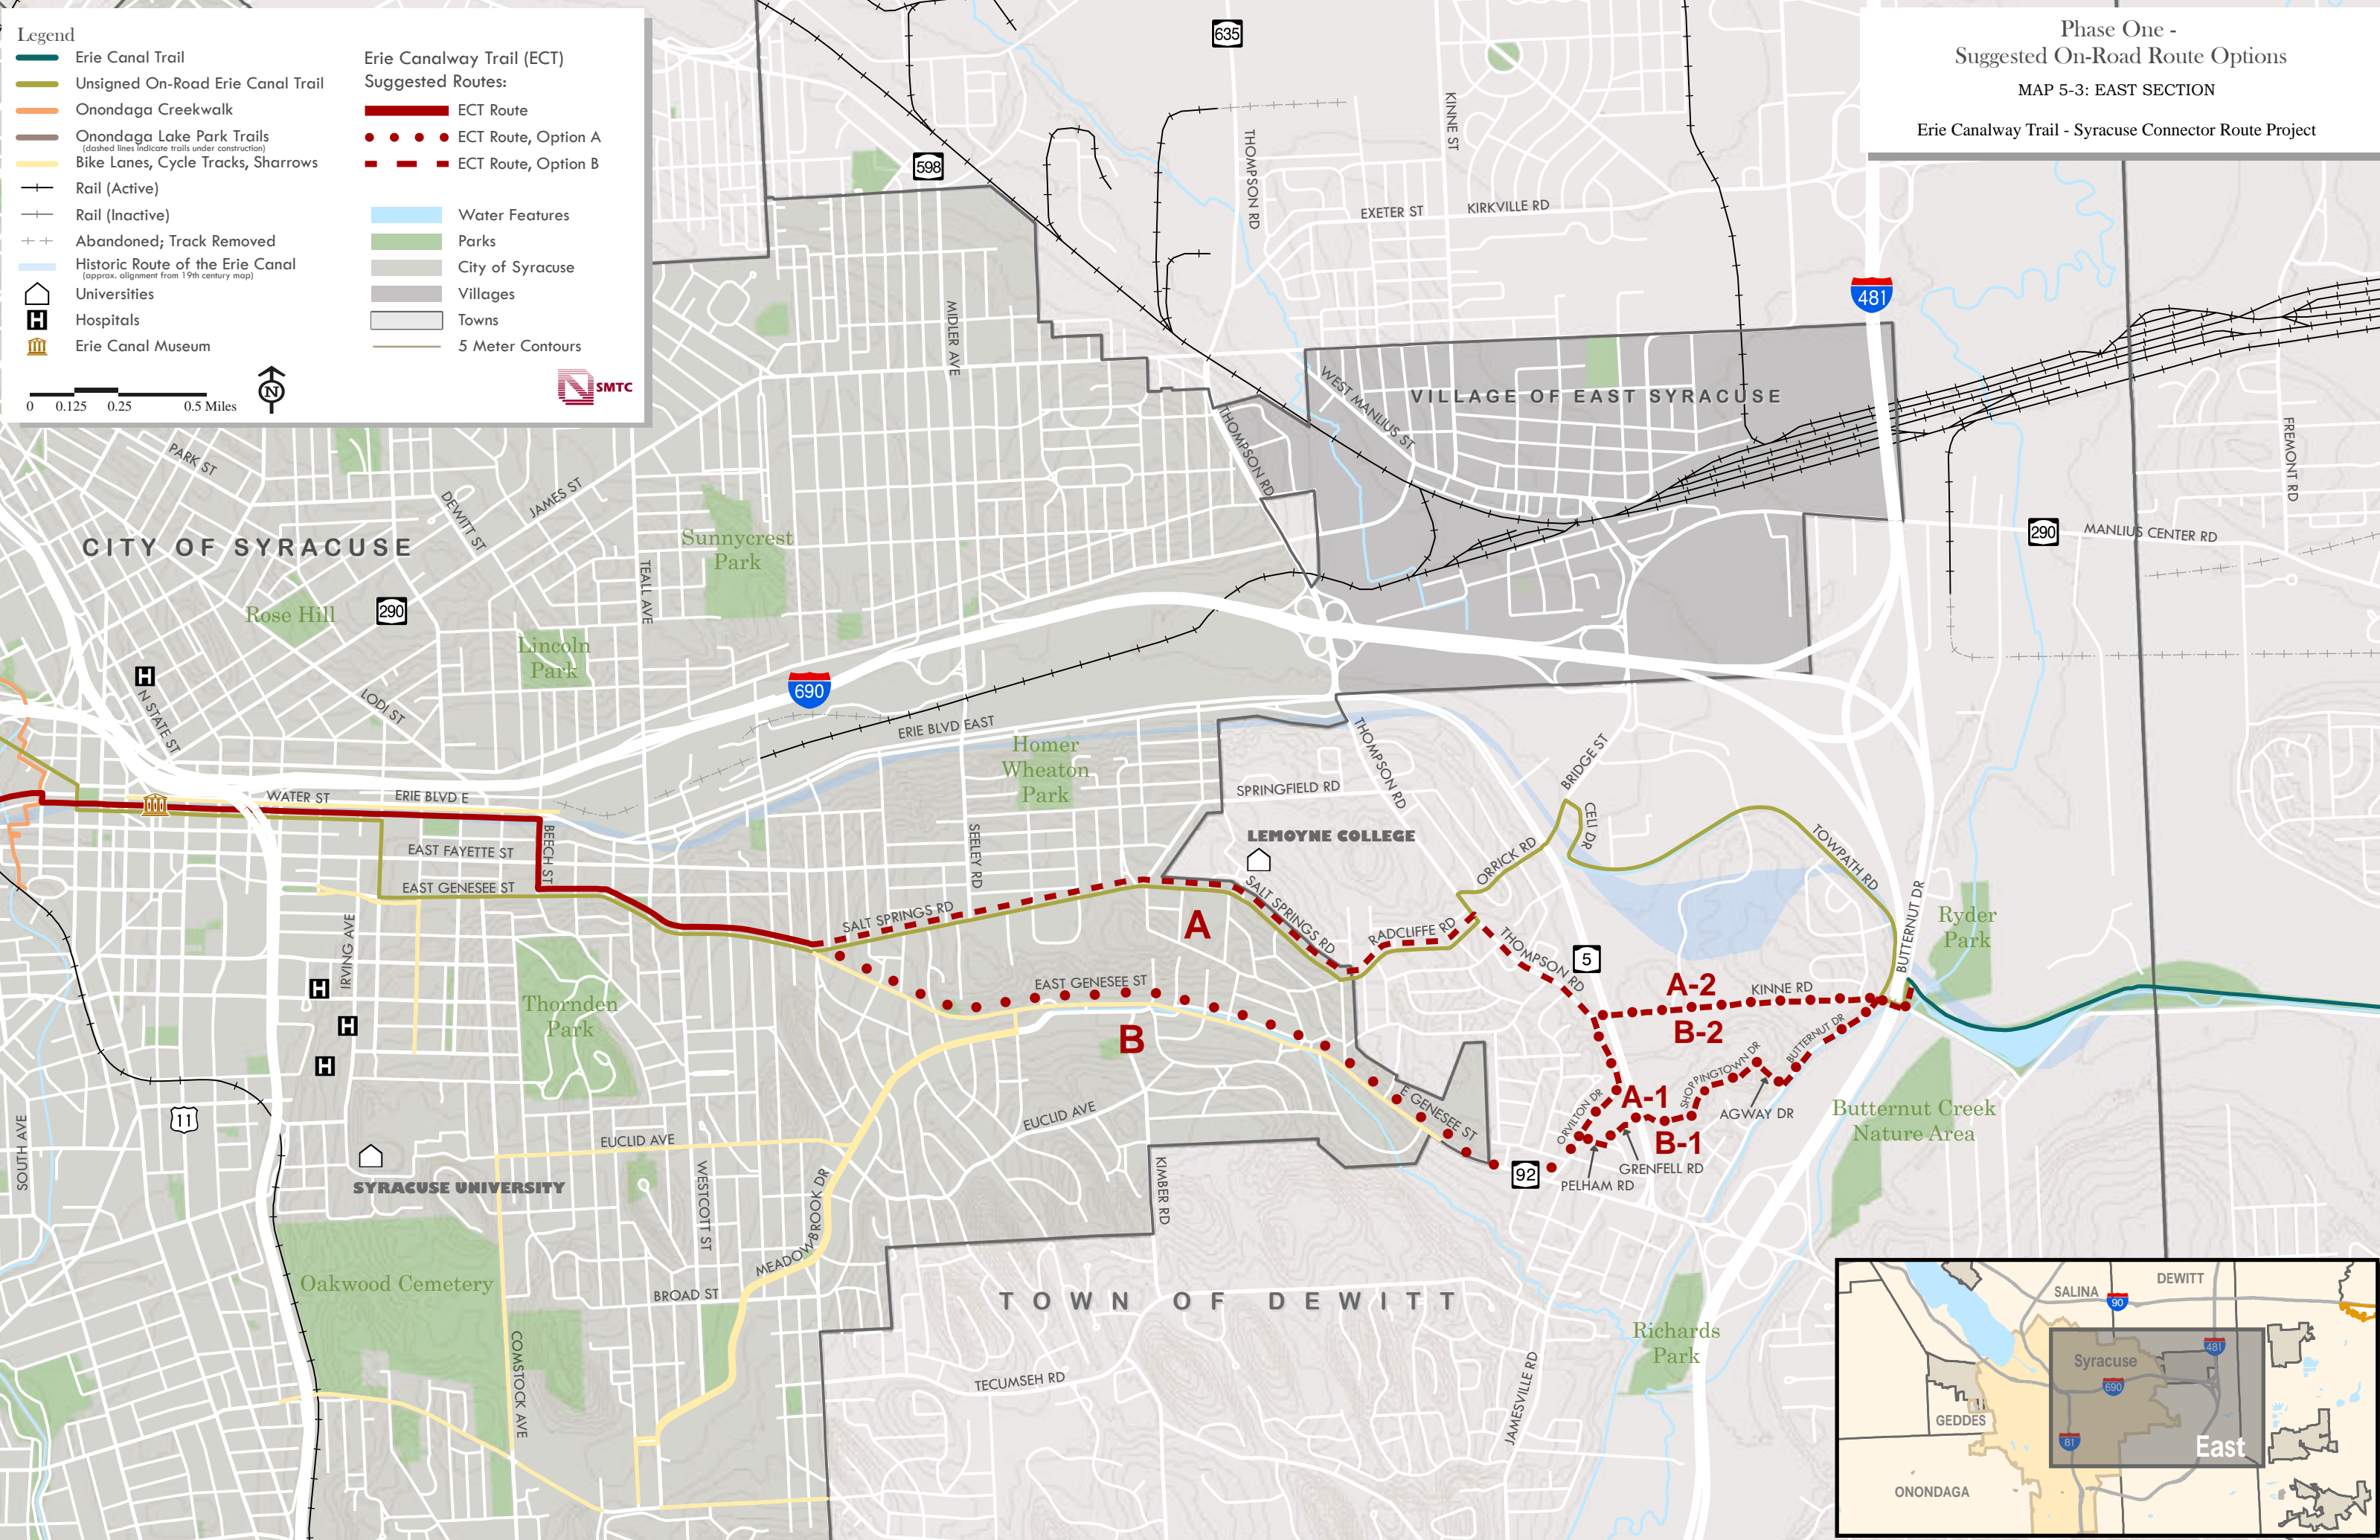 Legend
Erie Canal Trail
Unsigned On-Road Erie Canal Trail
Onondaga Creekwalk
Onondaga Lake Park Trails
(dashed lines indicate trails under construction)
Bike Lanes, Cycle Tracks, Sharrows
Rail (Active)
Rail (Inactive)
Abandoned; Track Removed
Historic Route of the Erie Canal
(approx. alignment from 19th century map)
Universities
H Hospitals
Erie Canal Museum
0 0.125 0.25 0.5 Miles
N
Erie Canalway Trail (ECT)
Suggested Routes:
ECT Route
ECT Route, Option A
ECT Route, Option B
Water Features
Parks
City of Syracuse
Villages
Towns
5 Meter Contours
N SMTC
Phase One -
Suggested On-Road Route Options
MAP 5-3: EAST SECTION
Erie Canalway Trail - Syracuse Connector Route Project
635
598
THOMPSON RD
KINNE ST
EXETER ST
KIRKVILLE RD
481
MIDLER AVE
WEST MANLIUS ST
VILLAGE OF EAST SYRACUSE
THOMPSON RD
FREMONT RD
290
MANLIUS CENTER RD
PARK ST
DEWITT ST
JAMES ST
CITY OF SYRACUSE
Sunnycrest
Park
TEALL AVE
Rose Hill
290
Lincoln
Park
H
N STATE ST
LODI ST
690
ERIE BLVD EAST
Homer
Wheaton
Park
THOMPSON RD
BRIDGE ST
SPRINGFIELD RD
WATER ST
ERIE BLVD E
BEECH ST
EAST FAYETTE ST
EAST GENESEE ST
SEELEY RD
LEMOYNE COLLEGE
CELI DR
TOWPATH RD
ORRICK RD
SALT SPRINGS RD
SALT SPRINGS RD
A
RADCLIFFE RD
THOMPSON RD
5
BUTTERNUT DR
Ryder
Park
IRVING AVE
H
H
H
Thornden
Park
EAST GENESEE ST
B
A-2
KINNE RD
B-2
BUTTERNUT DR
SHOPPINGTOWN DR
A-1
AGWAY DR
B-1
ORVILTON DR
GRENFELL RD
PELHAM RD
E GENESEE ST
92
Butternut Creek
Nature Area
11
SOUTH AVE
EUCLID AVE
EUCLID AVE
SYRACUSE UNIVERSITY
WESTCOTT ST
MEADOWBROOK DR
KIMBER RD
Oakwood Cemetery
BROAD ST
COMSTOCK AVE
TOWN OF DEWITT
TECUMSEH RD
JAMESVILLE RD
Richards
Park
SALINA
DEWITT
90
Syracuse
481
690
GEDDES
81
East
ONONDAGA